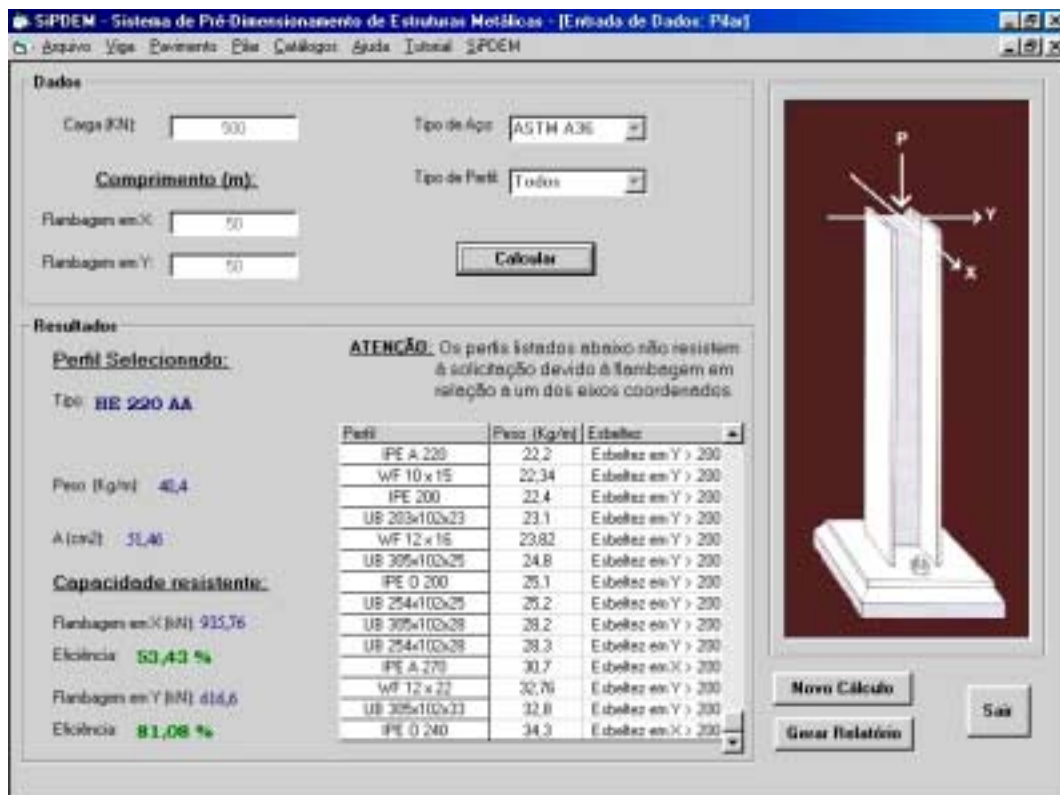 SiPDEM - Sistema de Pré-Dimensionamento de Estruturas Metálicas - [Entrada de Dados: Pilar]
Arquivo Viga Pavimento Pilar Catálogos Ajuda Tutorial SiPDEM
Dados
Carga (KN): 500
Tipo de Aço: ASTM A36
Comprimento (m):
Tipo de Perfil: Todos
Flambagem em X: 50
Flambagem em Y: 50
Calcular
P
Y
X
Resultados
Perfil Selecionado:
Tipo: HE 220 AA
Peso (Kg/m): 40,4
A (cm2): 51,46
Capacidade resistente:
Flambagem em X (kN): 935,76
Eficiência: 53,43 %
Flambagem em Y (kN): 616,6
Eficiência: 81,08 %
ATENÇÃO: Os perfis listados abaixo não resistem
à solicitação devido à flambagem em
relação a um dos eixos coordenados.
Perfil Peso (Kg/m) Esbeltez
IPE A 220 22,2 Esbeltez em Y > 200
WF 10 x 15 22,34 Esbeltez em Y > 200
IPE 200 22,4 Esbeltez em Y > 200
UB 203x102x23 23,1 Esbeltez em Y > 200
WF 12 x 16 23,82 Esbeltez em Y > 200
UB 305x102x25 24,8 Esbeltez em Y > 200
IPE O 200 25,1 Esbeltez em Y > 200
UB 254x102x25 25,2 Esbeltez em Y > 200
UB 305x102x28 28,2 Esbeltez em Y > 200
UB 254x102x28 28,3 Esbeltez em Y > 200
IPE A 270 30,7 Esbeltez em X > 200
WF 12 x 22 32,76 Esbeltez em Y > 200
UB 305x102x33 32,8 Esbeltez em Y > 200
IPE O 240 34,3 Esbeltez em X > 200
Novo Cálculo
Gerar Relatório
Sair